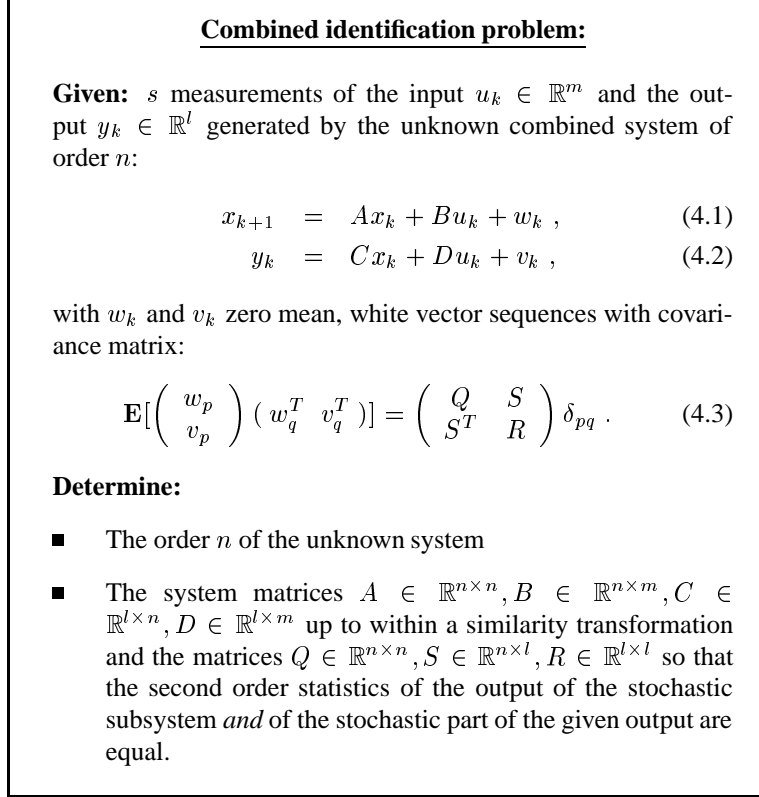 Combined identification problem:
Given: s measurements of the input u_k ∈ ℝ^m and the out-
put y_k ∈ ℝ^l generated by the unknown combined system of
order n:
x_{k+1} = Ax_k + Bu_k + w_k , (4.1)
y_k = Cx_k + Du_k + v_k , (4.2)
with w_k and v_k zero mean, white vector sequences with covari-
ance matrix:
E[( w_p ; v_p ) ( w_q^T v_q^T )] = ( Q S ; S^T R ) δ_{pq} . (4.3)
Determine:
■ The order n of the unknown system
■ The system matrices A ∈ ℝ^{n×n}, B ∈ ℝ^{n×m}, C ∈
ℝ^{l×n}, D ∈ ℝ^{l×m} up to within a similarity transformation
and the matrices Q ∈ ℝ^{n×n}, S ∈ ℝ^{n×l}, R ∈ ℝ^{l×l} so that
the second order statistics of the output of the stochastic
subsystem and of the stochastic part of the given output are
equal.